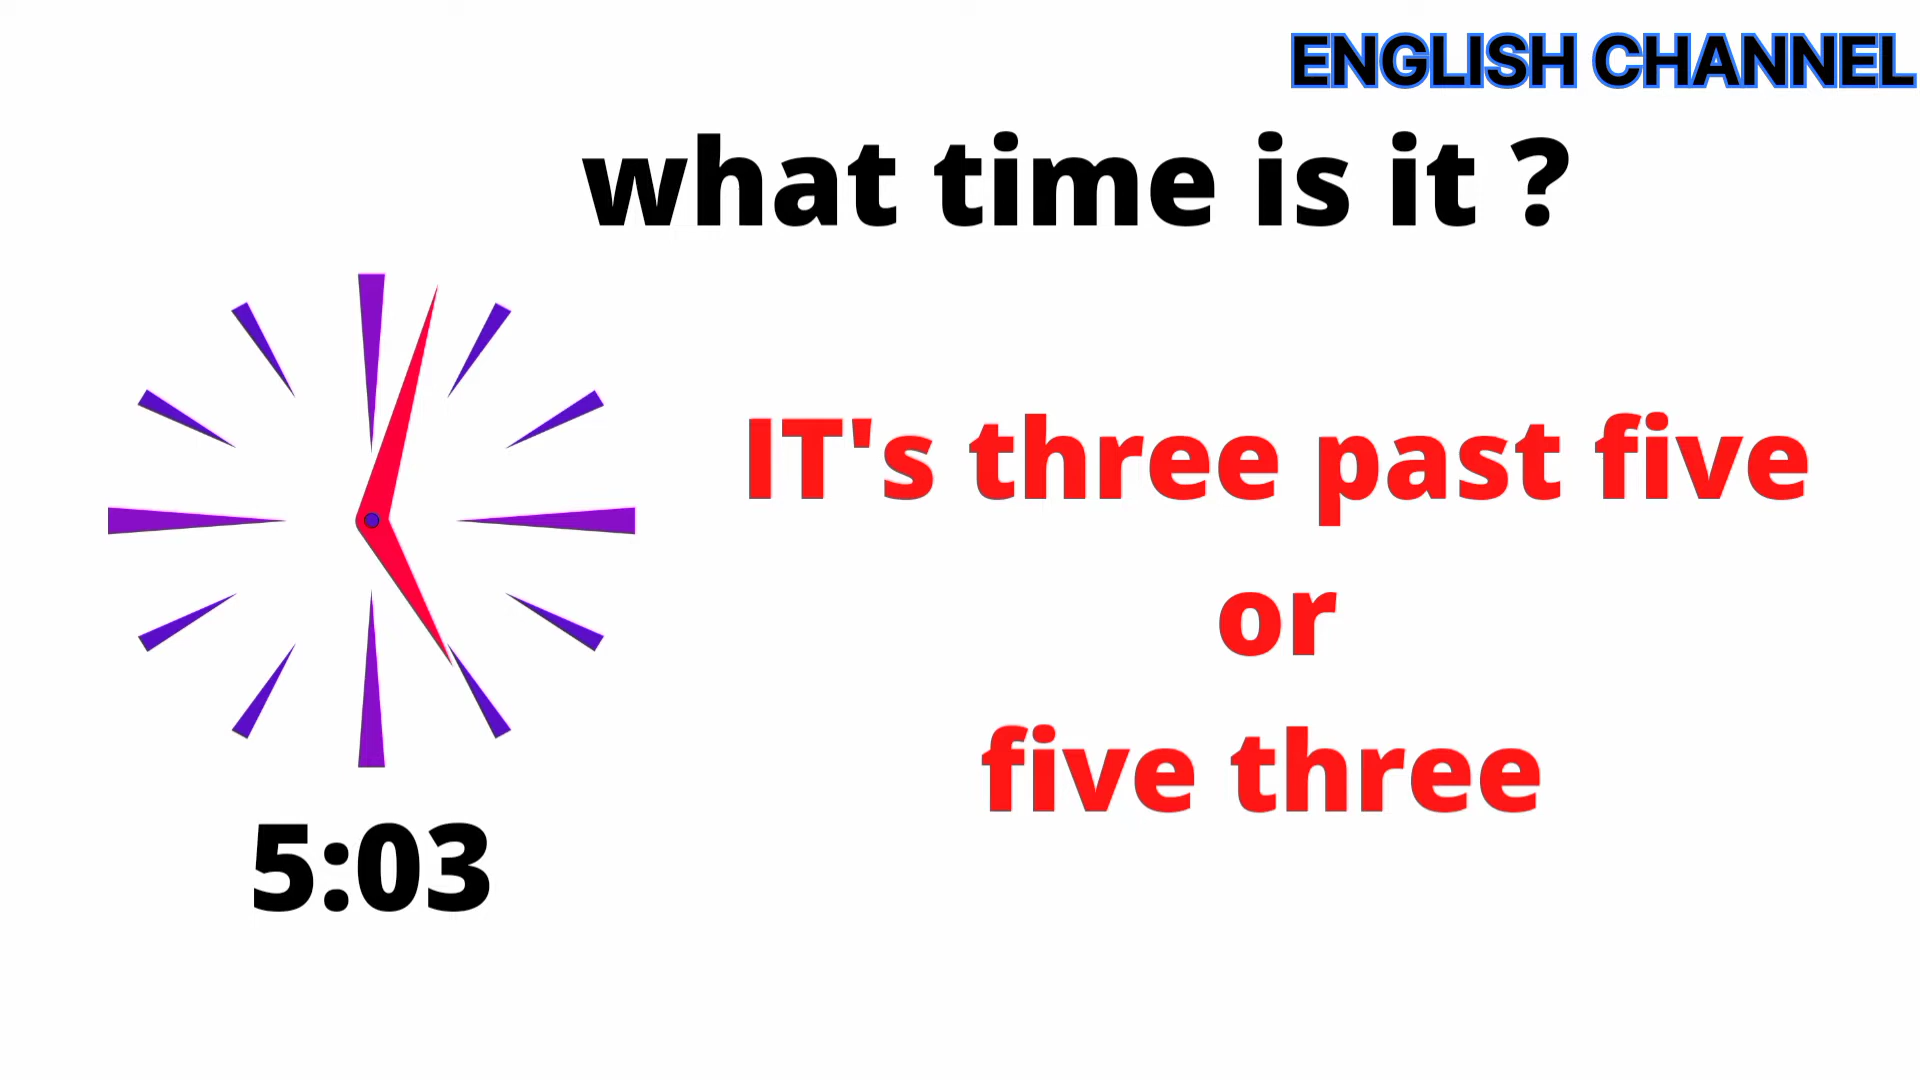 ENGLISH CHANNEL
what time is it ?
IT's three past five
or
five three
5:03